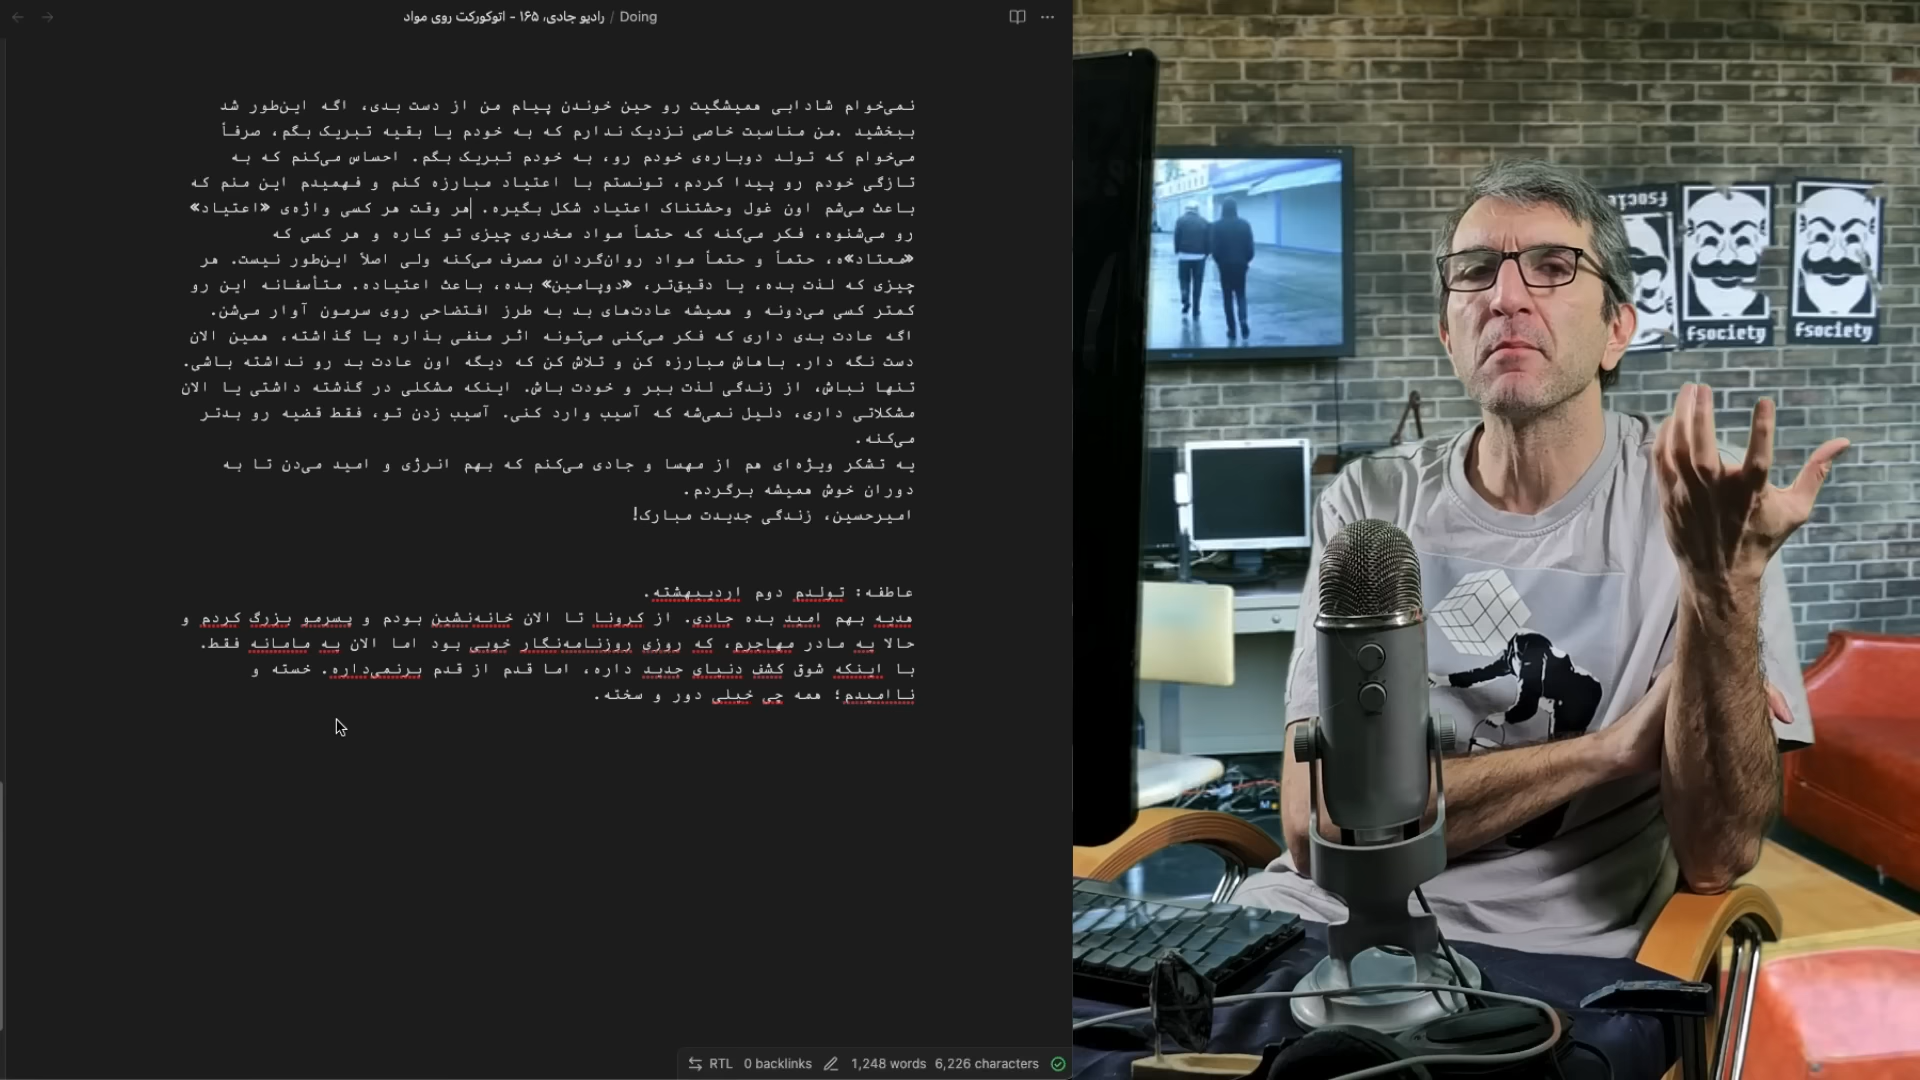 Doing / رادیو جادی، ۱۶۵ - اتوکورکت روی مواد
نمی‌خوام شادابی همیشگیت رو حین خوندن پیام من از دست بدی، اگه این‌طور شد
ببخشید .من مناسبت خاصی نزدیک ندارم که به خودم یا بقیه تبریک بگم، صرفاً
می‌خوام که تولد دوباره‌ی خودم رو، به خودم تبریک بگم. احساس می‌کنم که به
تازگی خودم رو پیدا کردم، تونستم با اعتیاد مبارزه کنم و فهمیدم این منم که
باعث می‌شم اون غول وحشتناک اعتیاد شکل بگیره. هر وقت هر کسی واژه‌ی «اعتیاد»
رو می‌شنوه، فکر می‌کنه که حتماً مواد مخدری چیزی تو کاره و هر کسی که
«معتاد»ه، حتماً و حتماً مواد روان‌گردان مصرف می‌کنه ولی اصلاً این‌طور نیست. هر
چیزی که لذت بده، یا دقیق‌تر، «دوپامین» بده، باعث اعتیاده. متأسفانه این رو
کمتر کسی می‌دونه و همیشه عادت‌های بد به طرز افتضاحی روی سرمون آوار می‌شن.
اگه عادت بدی داری که فکر می‌کنی می‌تونه اثر منفی بذاره یا گذاشته، همین الان
دست نگه دار. باهاش مبارزه کن و تلاش کن که دیگه اون عادت بد رو نداشته باشی.
تنها نباش، از زندگی لذت ببر و خودت باش. اینکه مشکلی در گذشته داشتی یا الان
مشکلاتی داری، دلیل نمی‌شه که آسیب وارد کنی. آسیب زدن تو، فقط قضیه رو بدتر
می‌کنه.
یه تشکر ویژه‌ای هم از مهسا و جادی می‌کنم که بهم انرژی و امید می‌دن تا به
دوران خوش همیشه برگردم.
امیرحسین، زندگی جدیدت مبارک!
عاطفه: تولدم دوم اردیبهشته.
هدیه بهم امید بده جادی. از کرونا تا الان خانه‌نشین بودم و پسرمو بزرگ کردم و
حالا یه مادر مهاجرم، که روزی روزنامه‌نگار خوبی بود اما الان یه مامانه فقط.
با اینکه شوق کشف دنیای جدید داره، اما قدم از قدم برنمی‌داره. خسته و
ناامیدم؛ همه چی خیلی دور و سخته.
RTL 0 backlinks 1,248 words 6,226 characters
fsociety
fsociety
fsociety